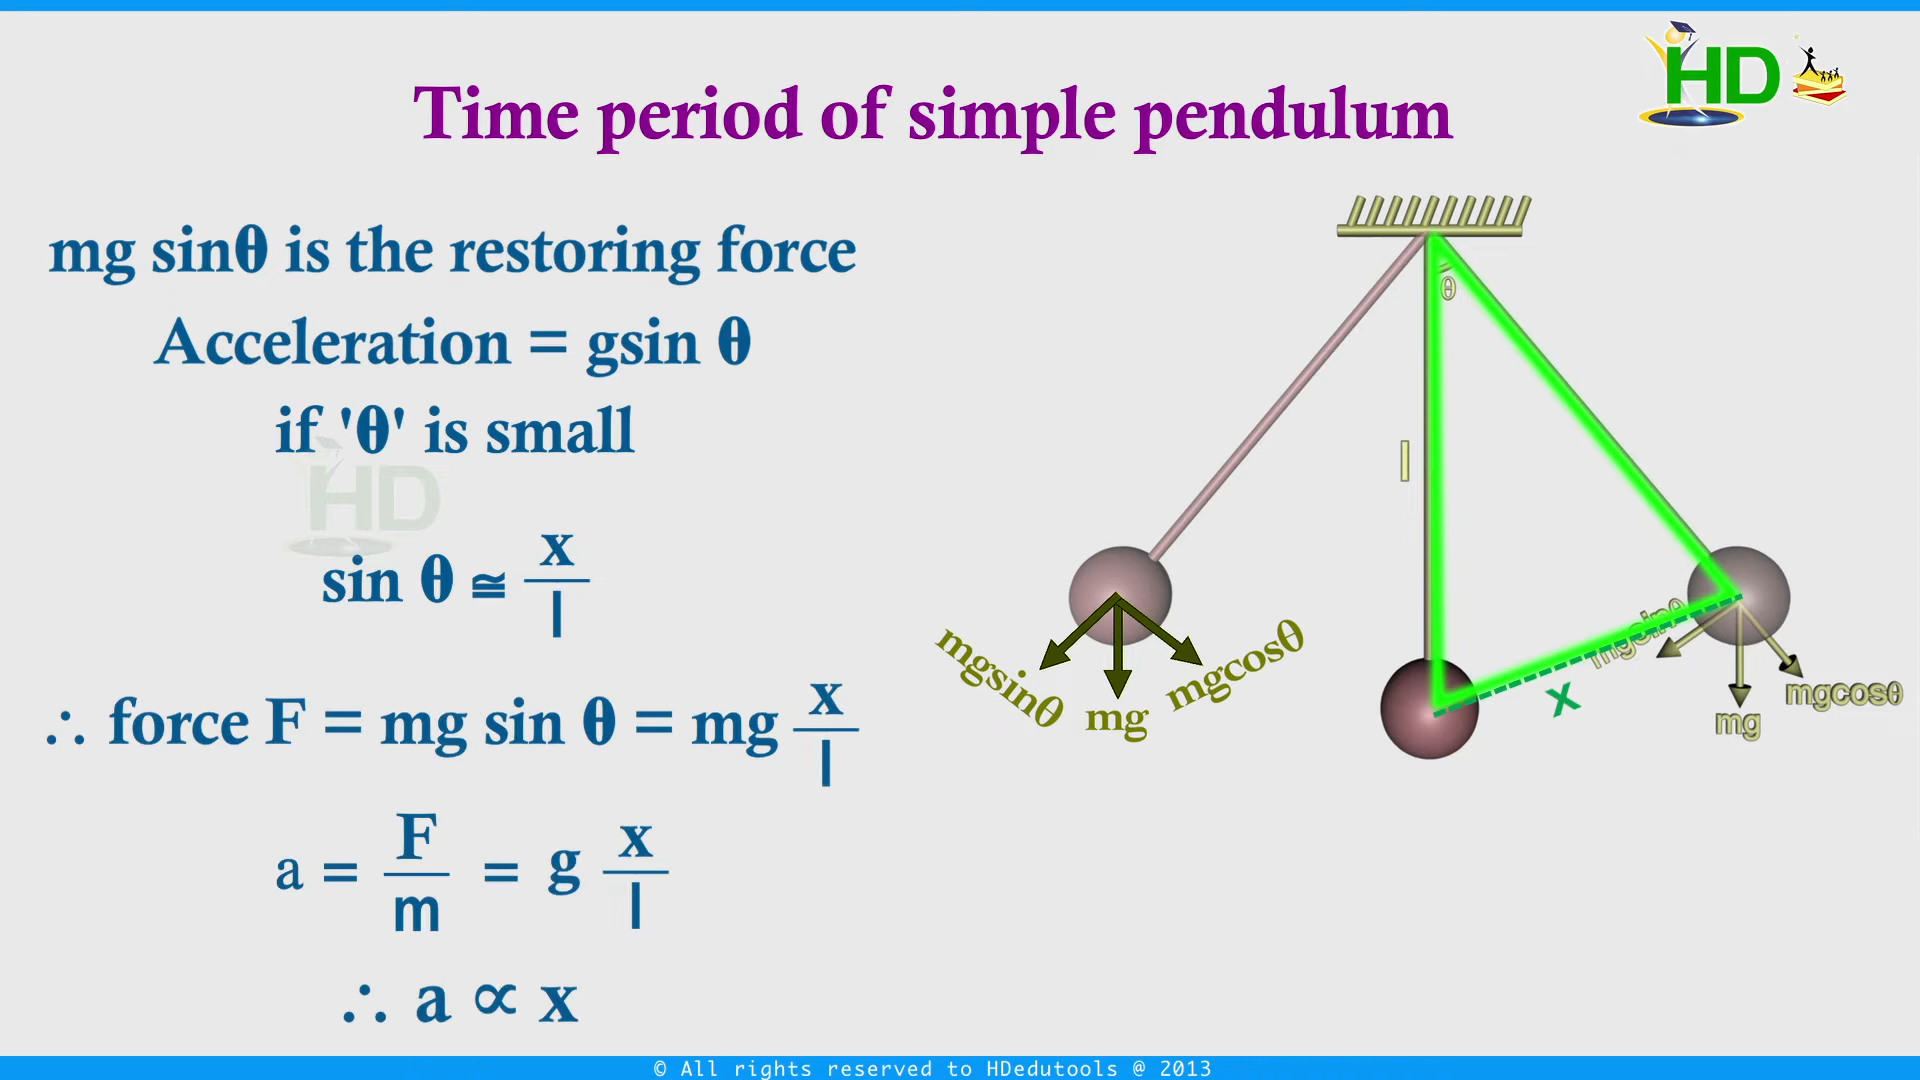 HD
Time period of simple pendulum
mg sinθ is the restoring force
Acceleration = gsin θ
if 'θ' is small
HD
sin θ ≅ x/l
∴ force F = mg sin θ = mg x/l
a = F/m = g x/l
∴ a ∝ x
θ
l
mgsinθ
mg
mgcosθ
x
mgsinθ
mg
mgcosθ
© All rights reserved to HDedutools @ 2013